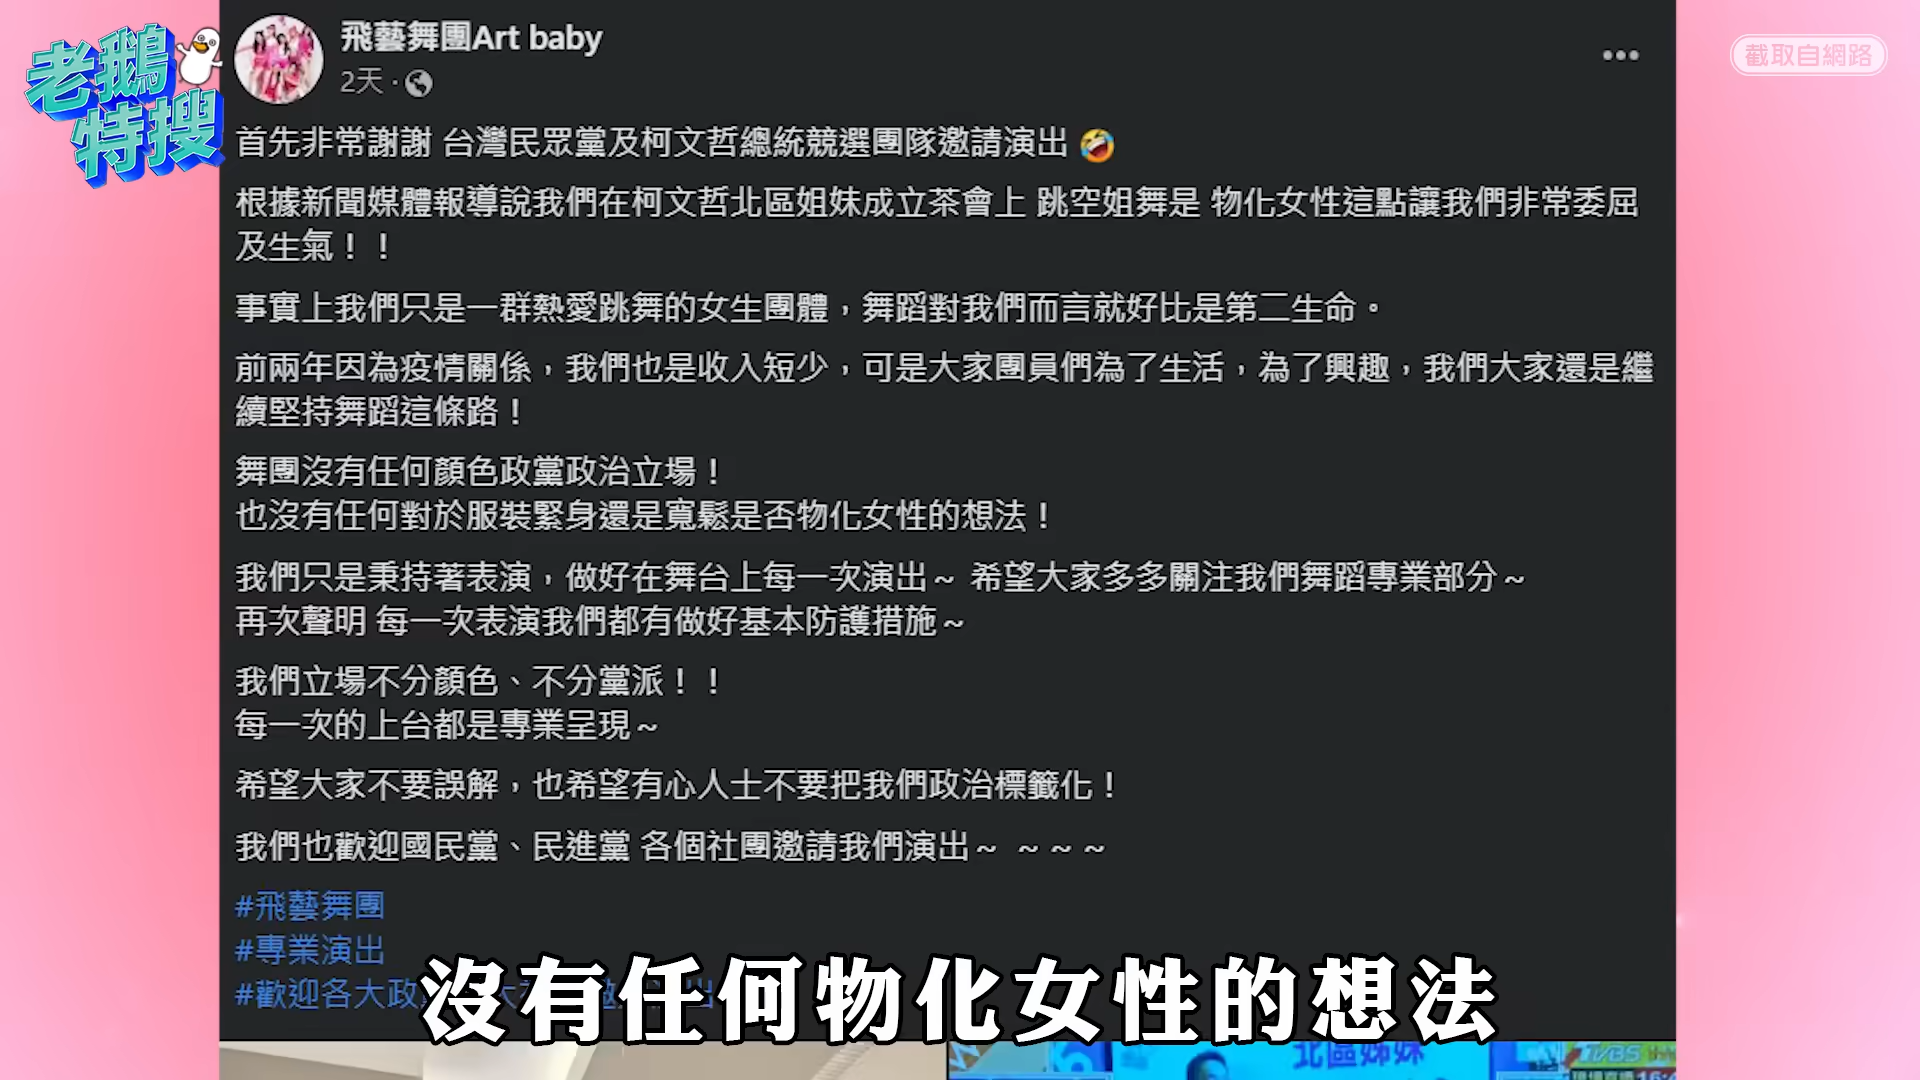 老鵝
特搜
飛藝舞團Art baby
2天 ·
截取自網路
首先非常謝謝 台灣民眾黨及柯文哲總統競選團隊邀請演出 🤣
根據新聞媒體報導說我們在柯文哲北區姐妹成立茶會上 跳空姐舞是 物化女性這點讓我們非常委屈
及生氣！！
事實上我們只是一群熱愛跳舞的女生團體，舞蹈對我們而言就好比是第二生命。
前兩年因為疫情關係，我們也是收入短少，可是大家團員們為了生活，為了興趣，我們大家還是繼
續堅持舞蹈這條路！
舞團沒有任何顏色政黨政治立場！
也沒有任何對於服裝緊身還是寬鬆是否物化女性的想法！
我們只是秉持著表演，做好在舞台上每一次演出～ 希望大家多多關注我們舞蹈專業部分～
再次聲明 每一次表演我們都有做好基本防護措施～
我們立場不分顏色、不分黨派！！
每一次的上台都是專業呈現～
希望大家不要誤解，也希望有心人士不要把我們政治標籤化！
我們也歡迎國民黨、民進黨 各個社團邀請我們演出～ ～～～
#飛藝舞團
#專業演出
#歡迎各大政
沒有任何物化女性的想法
北區姊妹
TVBS